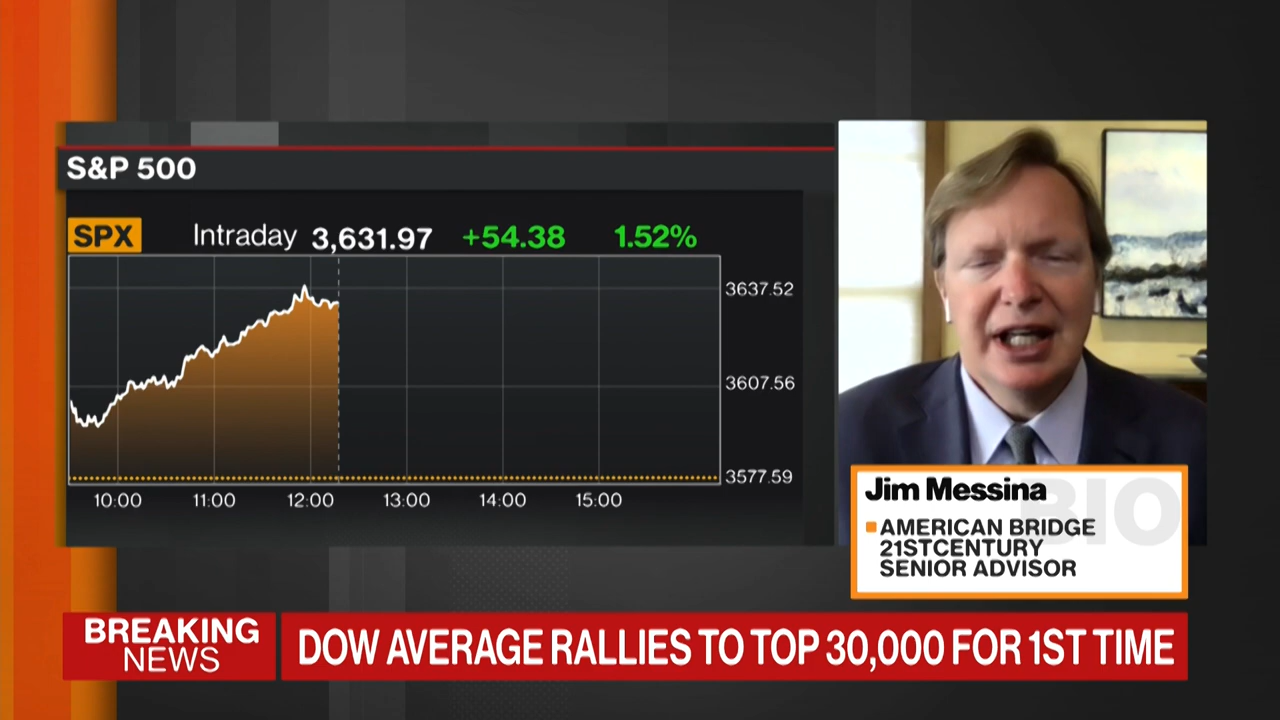 S&P 500
SPX Intraday 3,631.97 +54.38 1.52%
3637.52
3607.56
3577.59
10:00 11:00 12:00 13:00 14:00 15:00
Jim Messina
BIO
AMERICAN BRIDGE
21STCENTURY
SENIOR ADVISOR
BREAKING
NEWS
DOW AVERAGE RALLIES TO TOP 30,000 FOR 1ST TIME